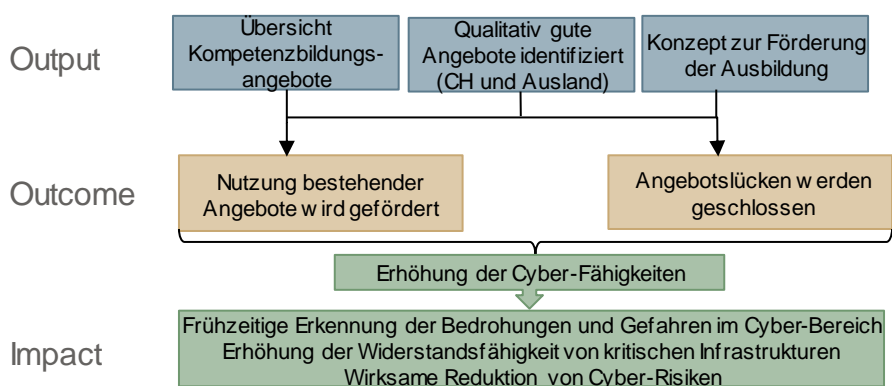 Output
Übersicht
Kompetenzbildungs-
angebote
Qualitativ gute
Angebote identifiziert
(CH und Ausland)
Konzept zur Förderung
der Ausbildung
Outcome
Nutzung bestehender
Angebote wird gefördert
Angebotslücken werden
geschlossen
Erhöhung der Cyber-Fähigkeiten
Impact
Frühzeitige Erkennung der Bedrohungen und Gefahren im Cyber-Bereich
Erhöhung der Widerstandsfähigkeit von kritischen Infrastrukturen
Wirksame Reduktion von Cyber-Risiken